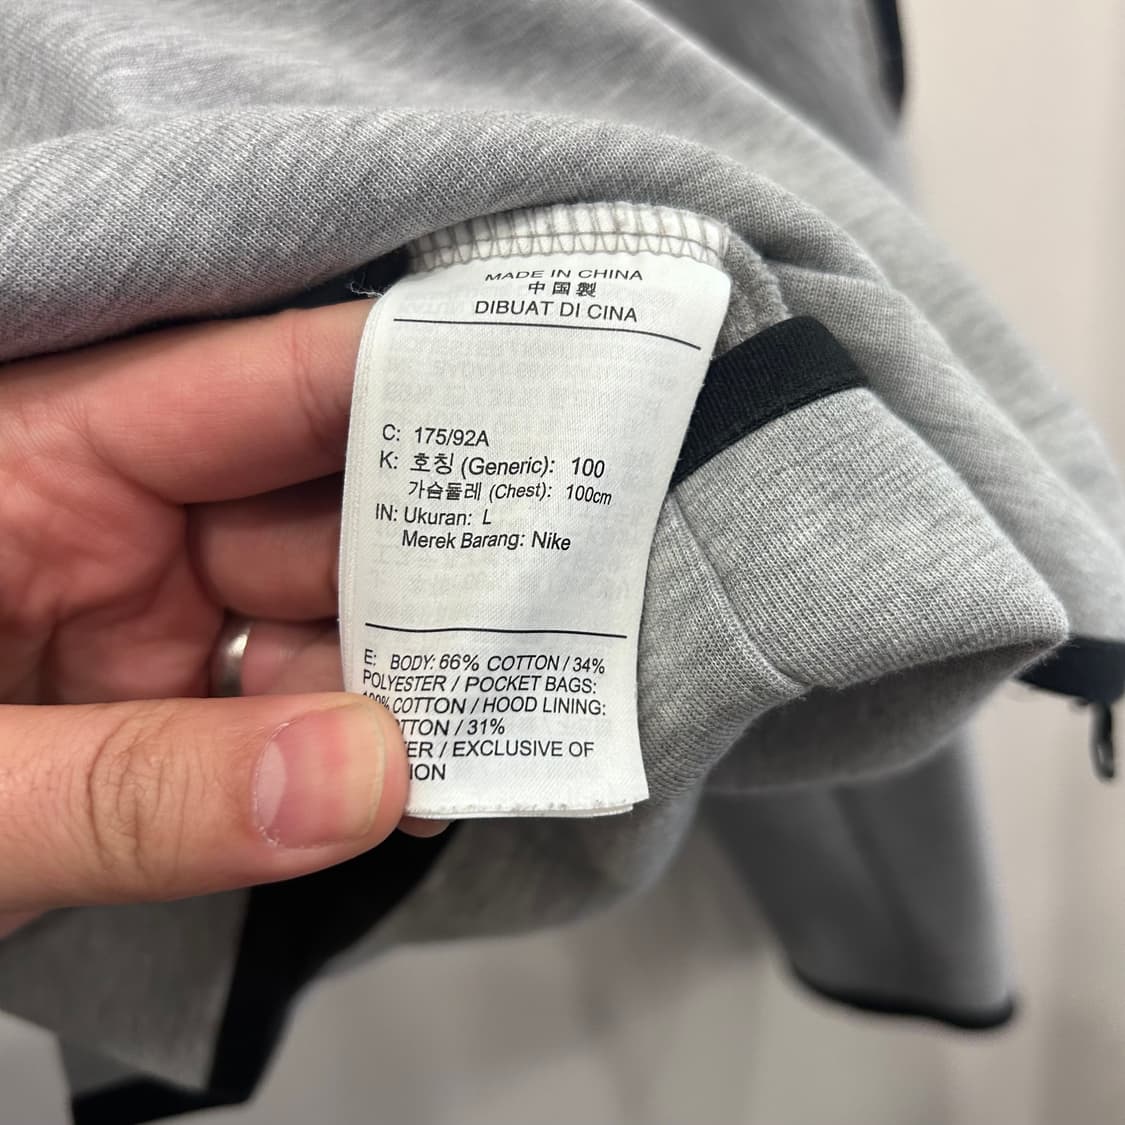 MADE IN CHINA
中国製
DIBUAT DI CINA
C: 175/92A
K: 호칭 (Generic): 100
가슴둘레 (Chest): 100cm
IN: Ukuran: L
Merek Barang: Nike
E: BODY: 66% COTTON / 34%
POLYESTER / POCKET BAGS:
100% COTTON / HOOD LINING:
/ 31%
/ EXCLUSIVE OF